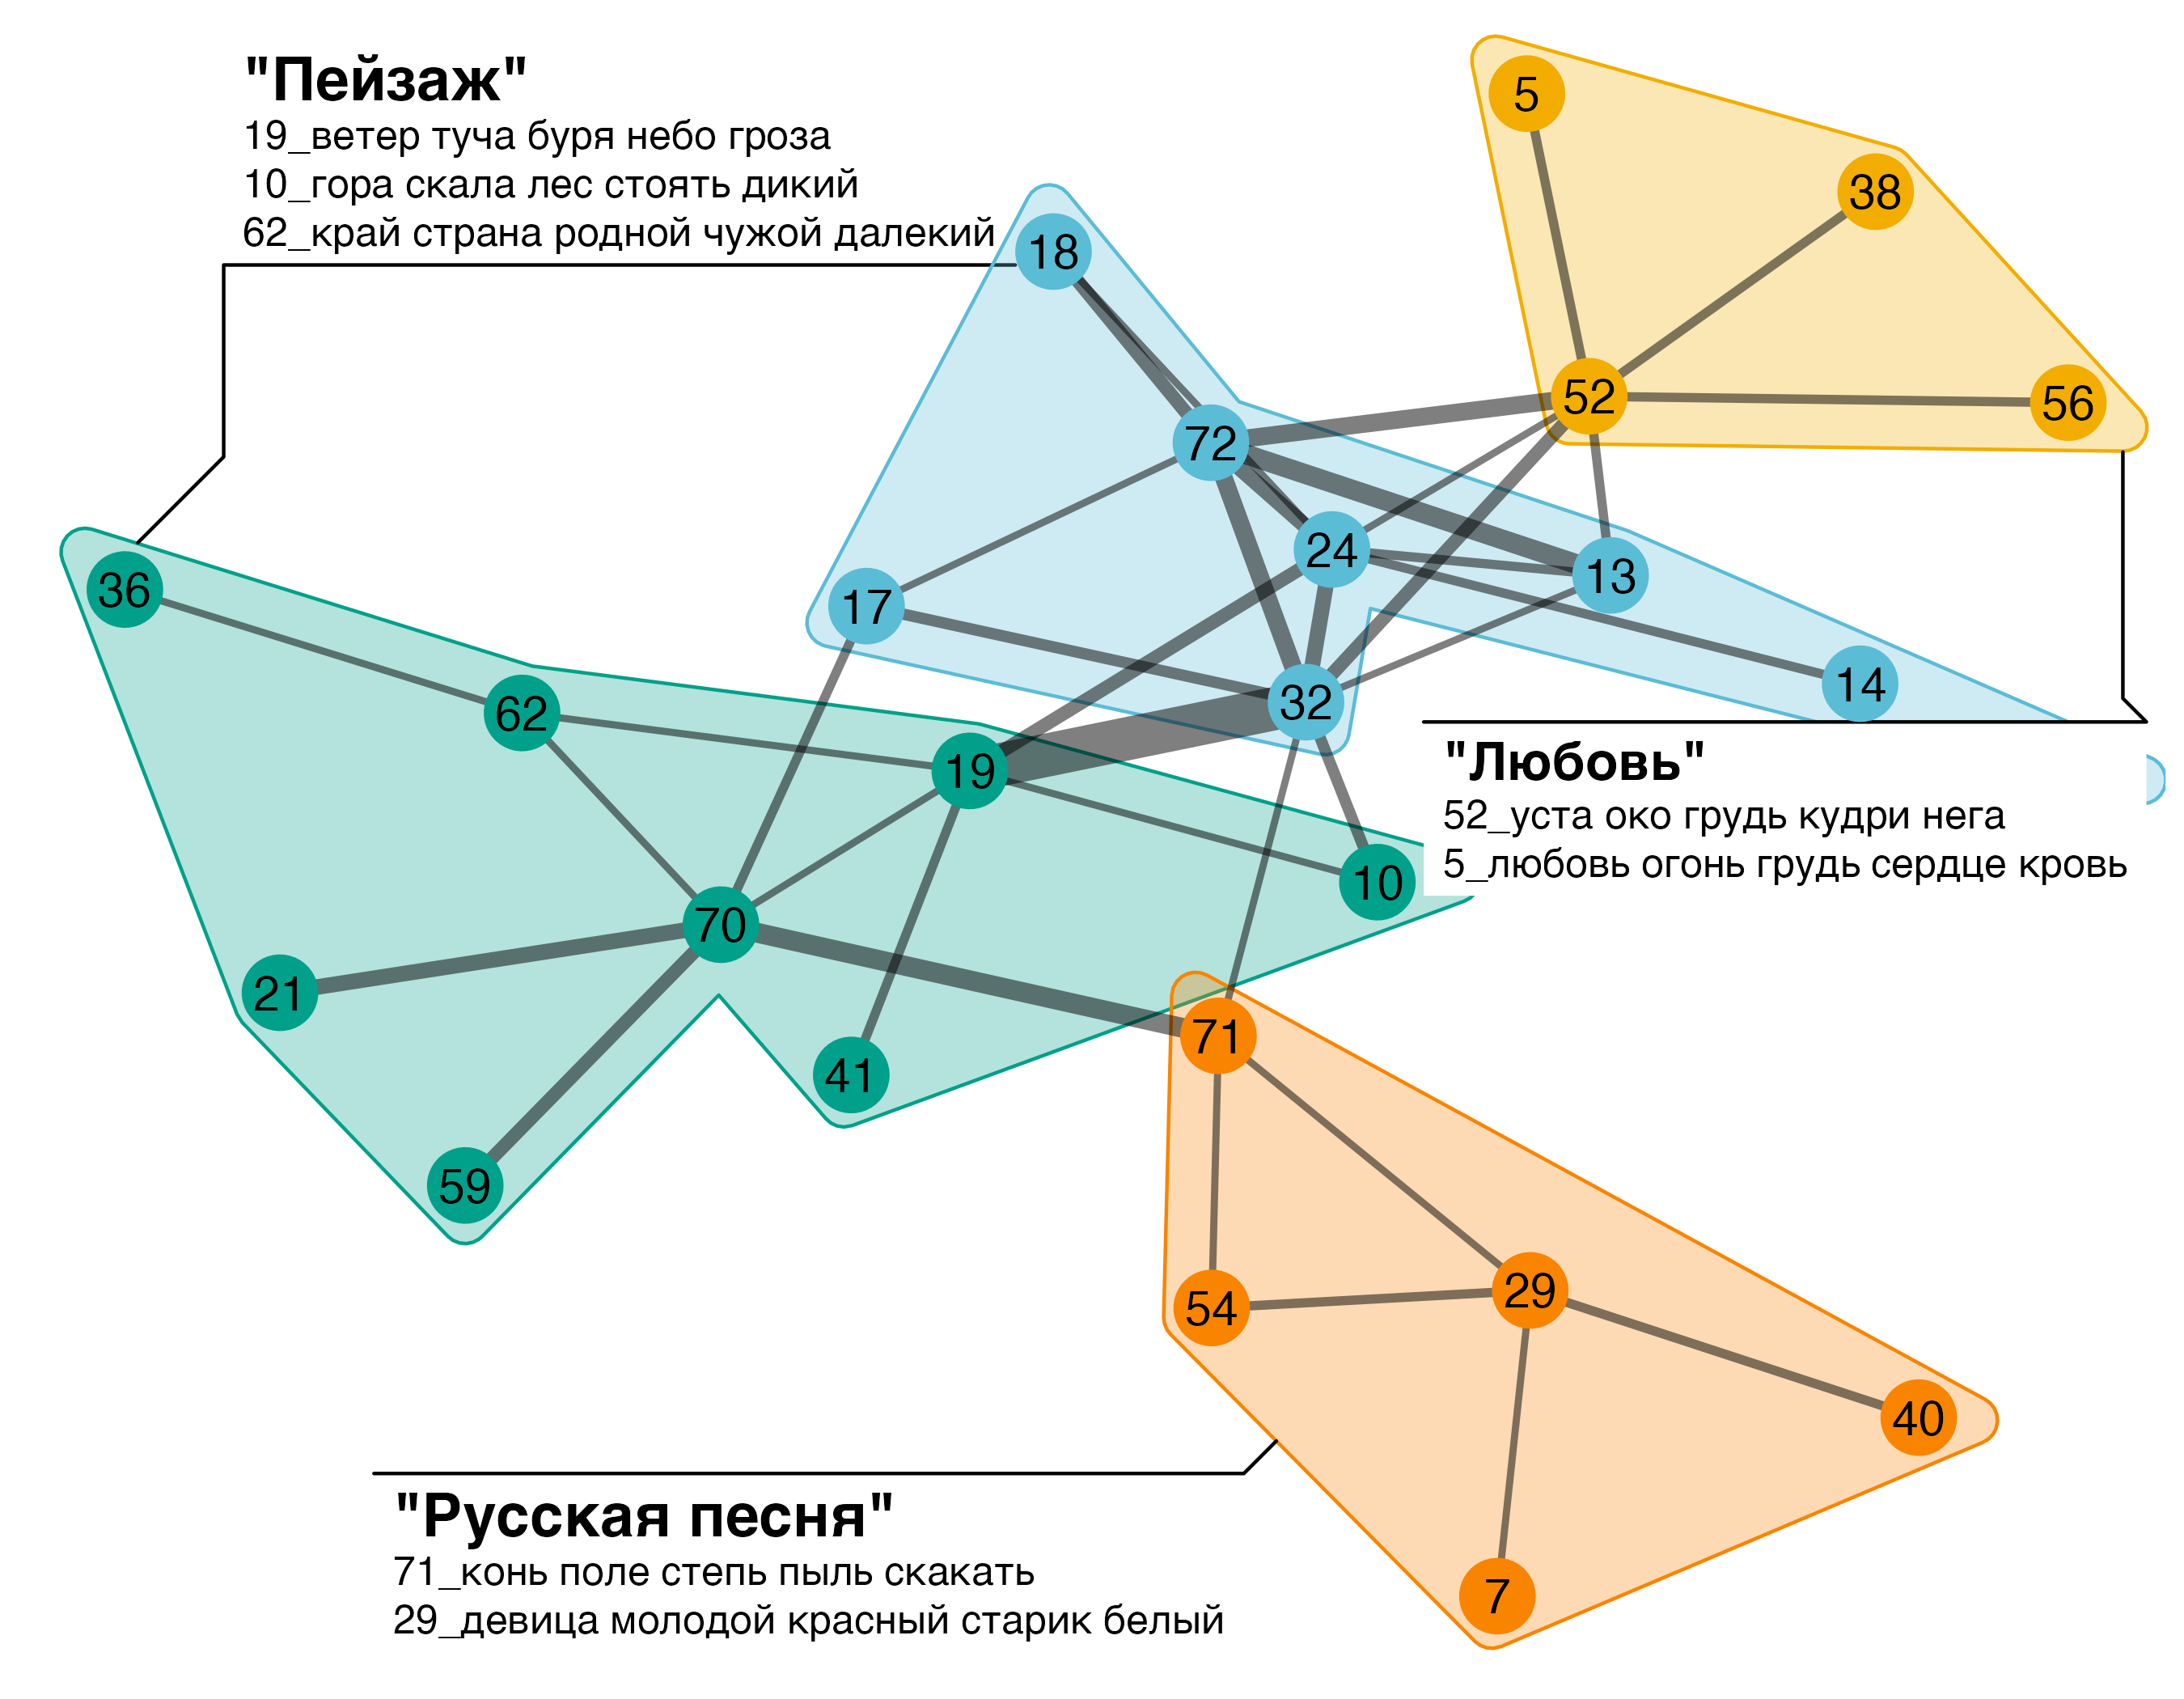 "Пейзаж"
19_ветер туча буря небо гроза
10_гора скала лес стоять дикий
62_край страна родной чужой далекий
5
38
18
52
56
72
24
13
36
17
14
62
32
19
"Любовь"
52_уста око грудь кудри нега
5_любовь огонь грудь сердце кровь
10
70
21
71
41
59
29
54
40
"Русская песня"
71_конь поле степь пыль скакать
29_девица молодой красный старик белый
7